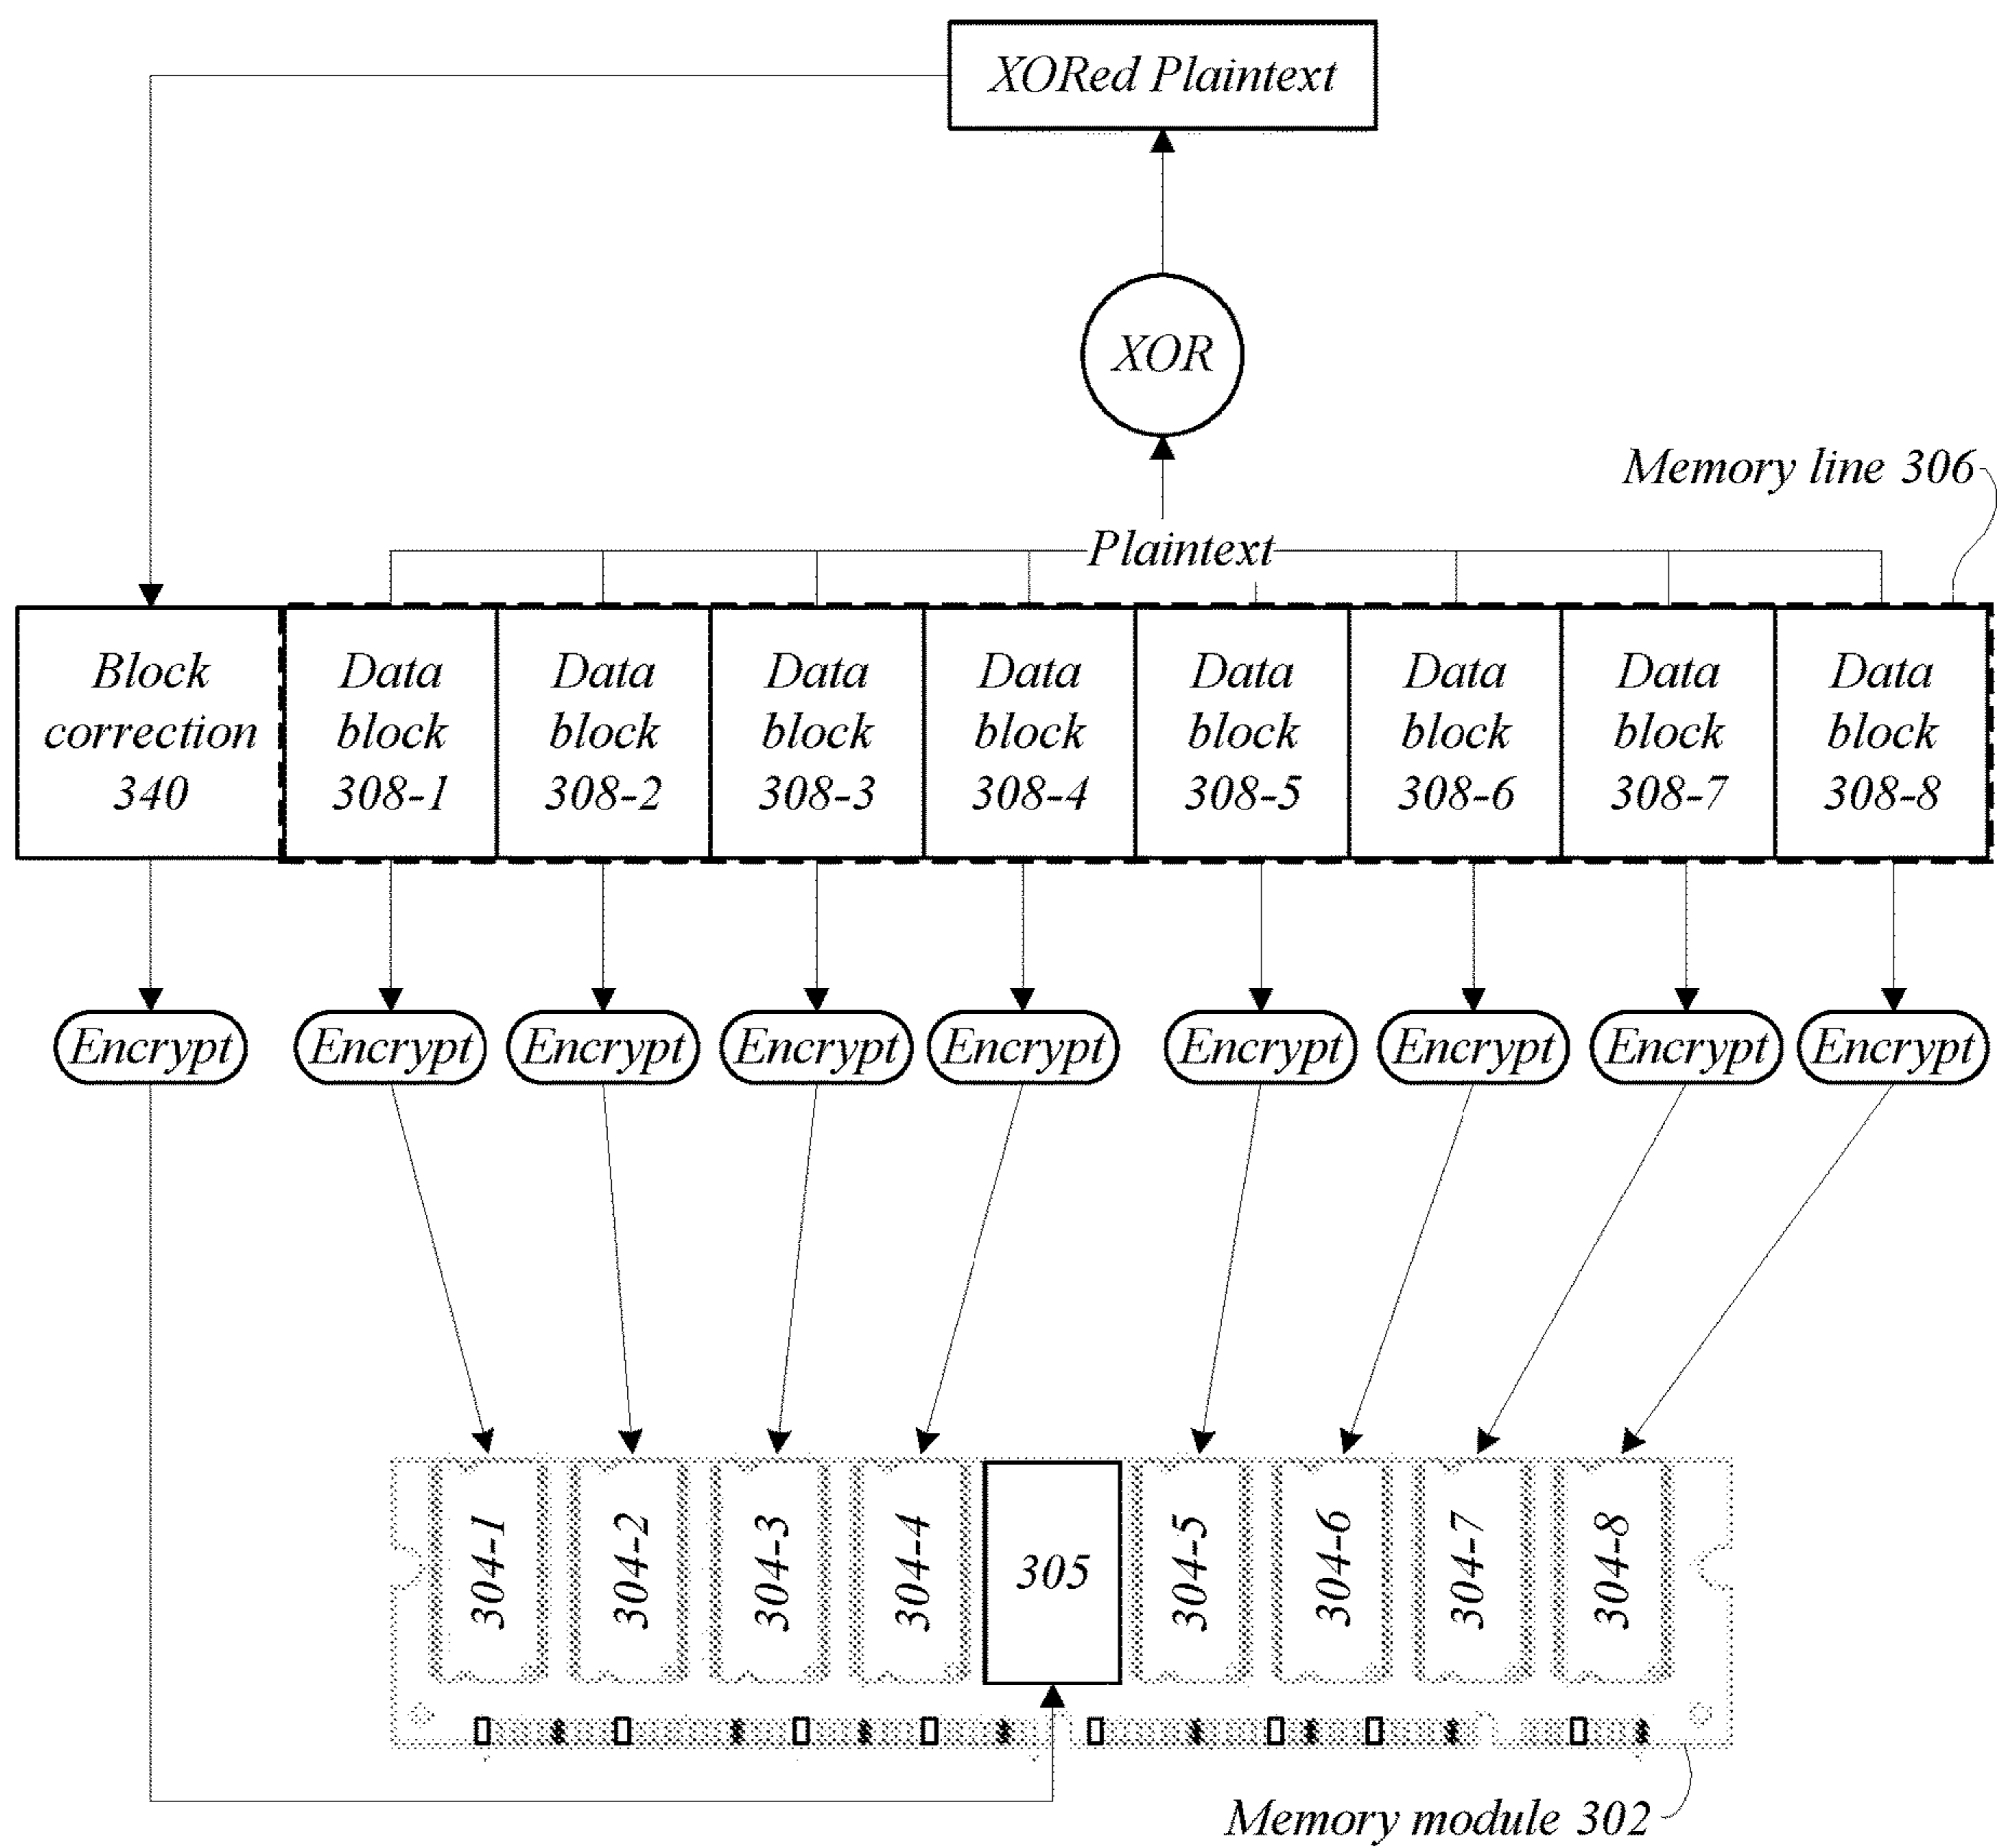 XORed Plaintext
XOR
Memory line 306
Plaintext
Block
correction
340
Data
block
308-1
Data
block
308-2
Data
block
308-3
Data
block
308-4
Data
block
308-5
Data
block
308-6
Data
block
308-7
Data
block
308-8
Encrypt
Encrypt
Encrypt
Encrypt
Encrypt
Encrypt
Encrypt
Encrypt
Encrypt
304-1
304-2
304-3
304-4
305
304-5
304-6
304-7
304-8
Memory module 302